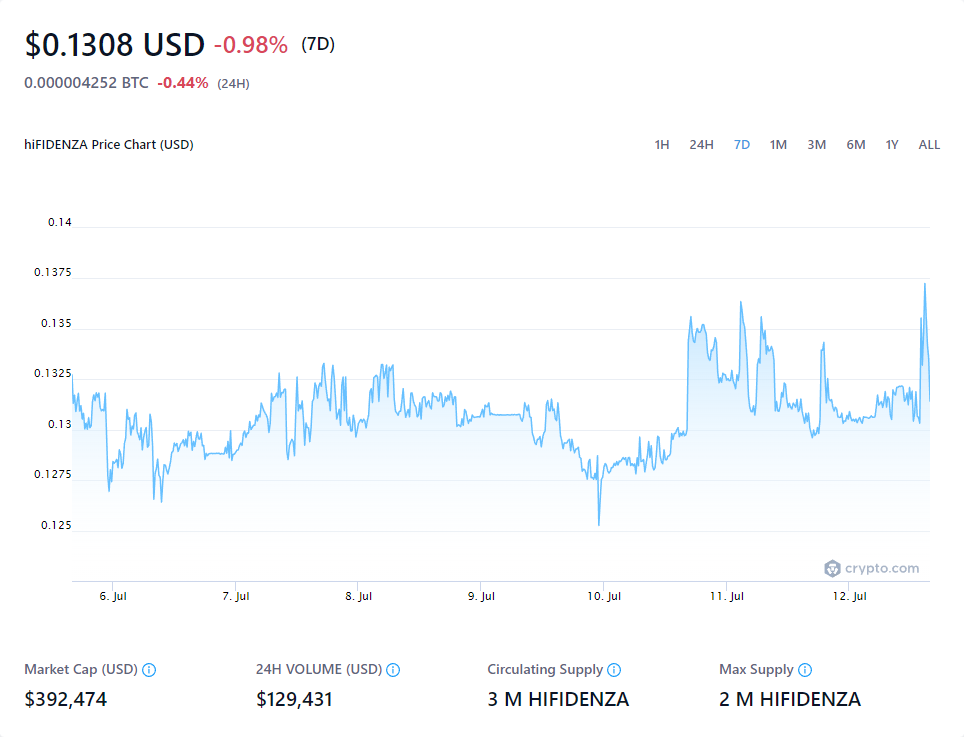 $0.1308 USD -0.98% (7D)
0.000004252 BTC -0.44% (24H)
hiFIDENZA Price Chart (USD) 1H 24H 7D 1M 3M 6M 1Y ALL
0.14
0.1375
0.135
0.1325
0.13
0.1275
0.125
crypto.com
6. Jul 7. Jul 8. Jul 9. Jul 10. Jul 11. Jul 12. Jul
Market Cap (USD) 24H VOLUME (USD) Circulating Supply Max Supply
$392,474 $129,431 3 M HIFIDENZA 2 M HIFIDENZA